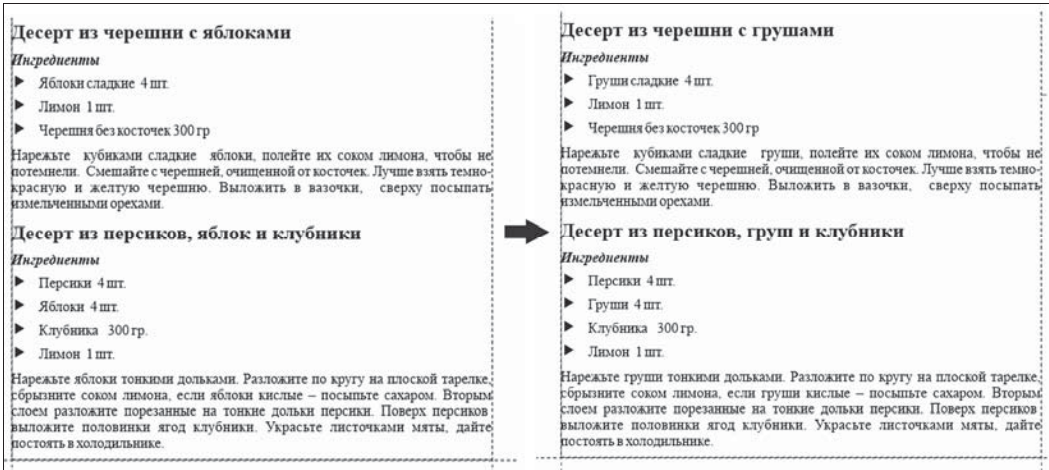 Десерт из черешни с яблоками
Ингредиенты
Яблоки сладкие 4 шт.
Лимон 1 шт.
Черешня без косточек 300 гр
Нарежьте кубиками сладкие яблоки, полейте их соком лимона, чтобы не
потемнели. Смешайте с черешней, очищенной от косточек. Лучше взять темно-
красную и желтую черешню. Выложить в вазочки, сверху посыпать
измельченными орехами.
Десерт из персиков, яблок и клубники
Ингредиенты
Персики 4 шт.
Яблоки 4 шт.
Клубника 300 гр.
Лимон 1 шт.
Нарежьте яблоки тонкими дольками. Разложите по кругу на плоской тарелке,
сбрызните соком лимона, если яблоки кислые – посыпьте сахаром. Вторым
слоем разложите порезанные на тонкие дольки персики. Поверх персиков
выложите половинки ягод клубники. Украсьте листочками мяты, дайте
постоять в холодильнике.
Десерт из черешни с грушами
Ингредиенты
Груши сладкие 4 шт.
Лимон 1 шт.
Черешня без косточек 300 гр
Нарежьте кубиками сладкие груши, полейте их соком лимона, чтобы не
потемнели. Смешайте с черешней, очищенной от косточек. Лучше взять темно-
красную и желтую черешню. Выложить в вазочки, сверху посыпать
измельченными орехами.
Десерт из персиков, груш и клубники
Ингредиенты
Персики 4 шт.
Груши 4 шт.
Клубника 300 гр.
Лимон 1 шт.
Нарежьте груши тонкими дольками. Разложите по кругу на плоской тарелке,
сбрызните соком лимона, если груши кислые – посыпьте сахаром. Вторым
слоем разложите порезанные на тонкие дольки персики. Поверх персиков
выложите половинки ягод клубники. Украсьте листочками мяты, дайте
постоять в холодильнике.